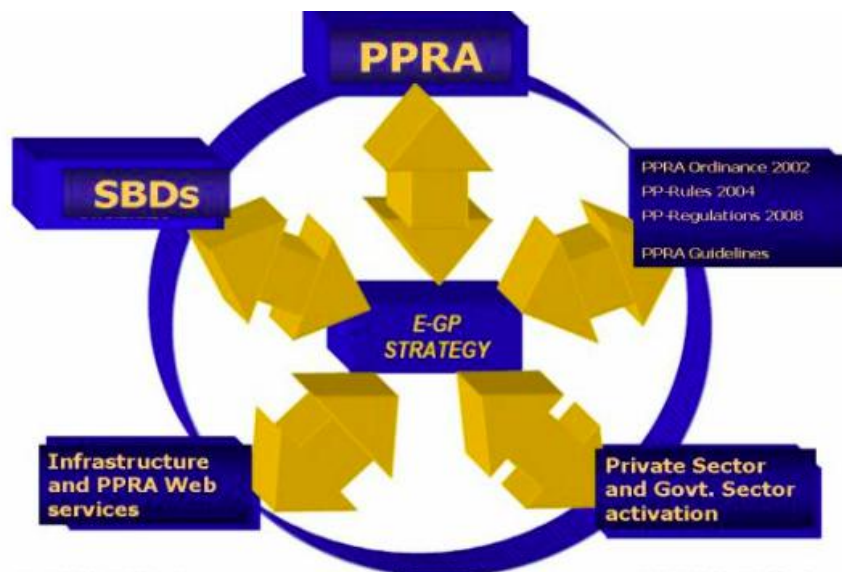 PPRA
SBDs
PPRA Ordinance 2002
PP-Rules 2004
PP-Regulations 2008
PPRA Guidelines
E-GP
STRATEGY
Infrastructure
and PPRA Web
services
Private Sector
and Govt. Sector
activation